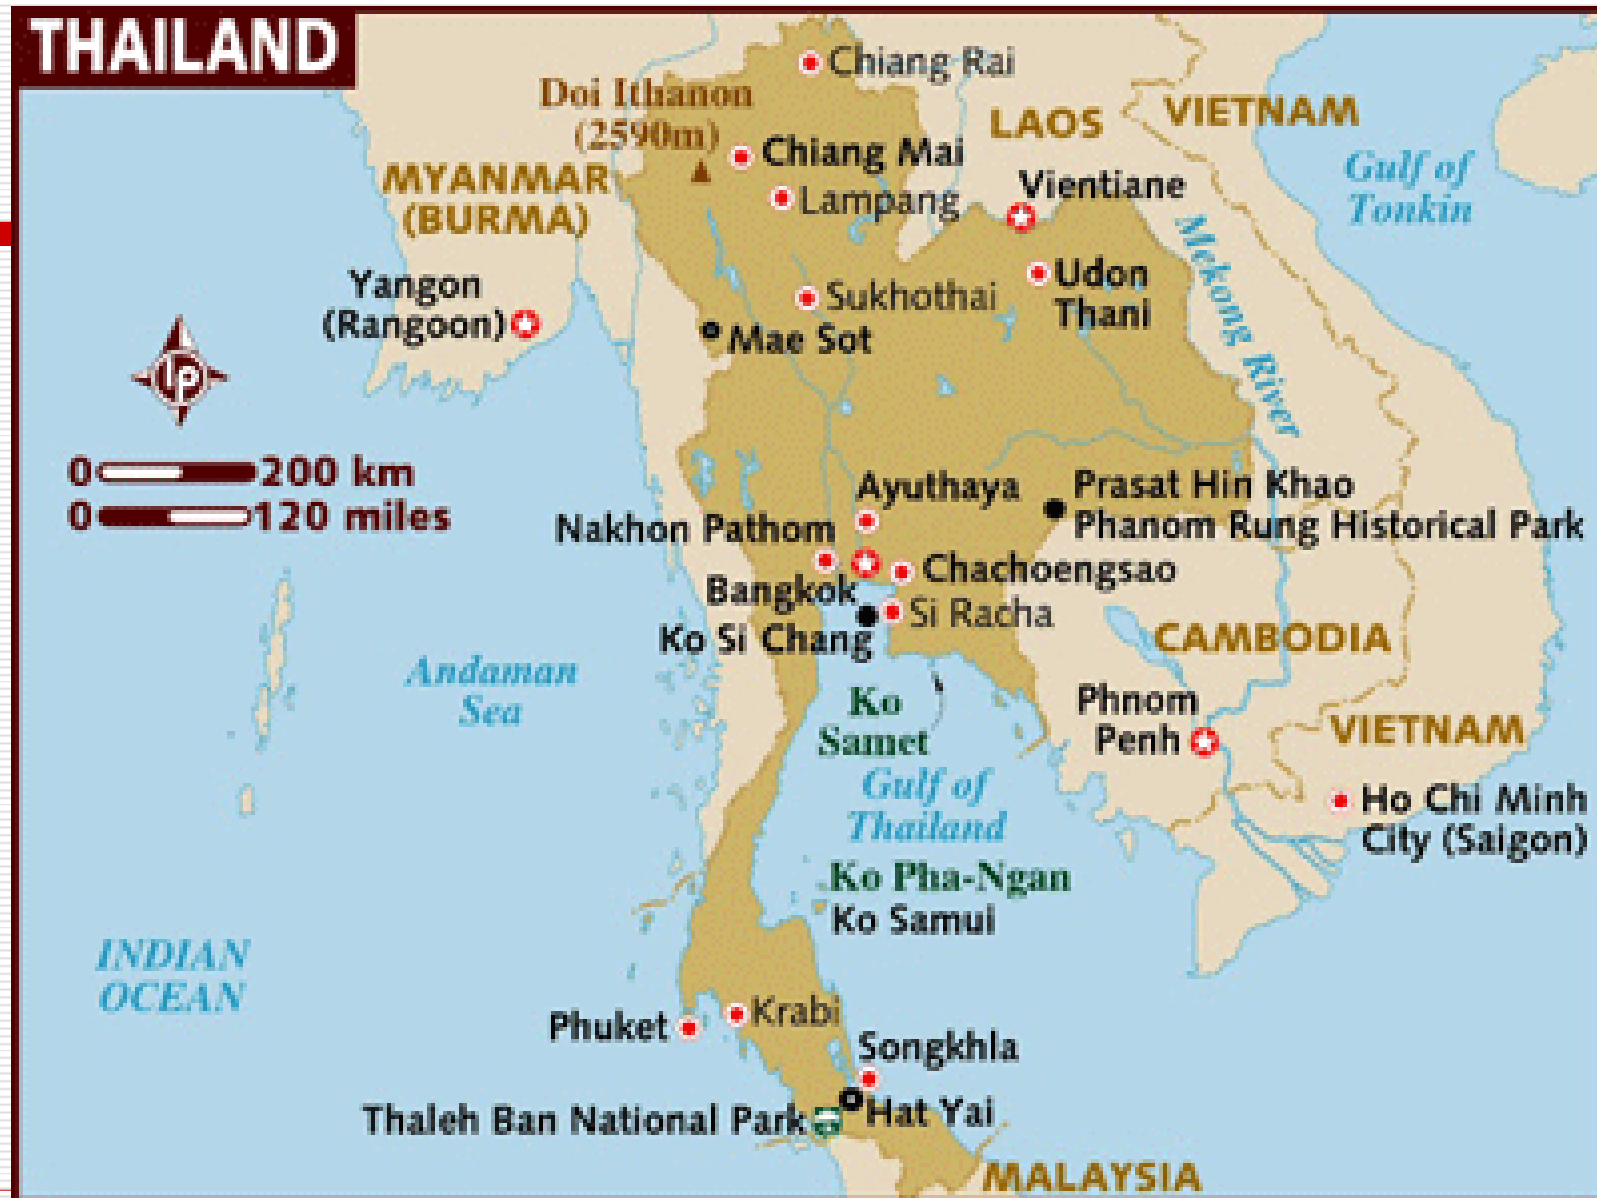 THAILAND
Chiang Rai
Doi Ithanon
(2590m)
LAOS
VIETNAM
Chiang Mai
MYANMAR
(BURMA)
Lampang
Vientiane
Gulf of
Tonkin
Mekong River
Udon
Thani
Yangon
(Rangoon)
Sukhothai
Mae Sot
lp
0 200 km
0 120 miles
Ayuthaya
Prasat Hin Khao
Phanom Rung Historical Park
Nakhon Pathom
Chachoengsao
Bangkok
Si Racha
Ko Si Chang
CAMBODIA
Andaman
Sea
Ko
Samet
Phnom
Penh
VIETNAM
Gulf of
Thailand
Ho Chi Minh
City (Saigon)
Ko Pha-Ngan
Ko Samui
INDIAN
OCEAN
Krabi
Phuket
Songkhla
Hat Yai
Thaleh Ban National Park
MALAYSIA